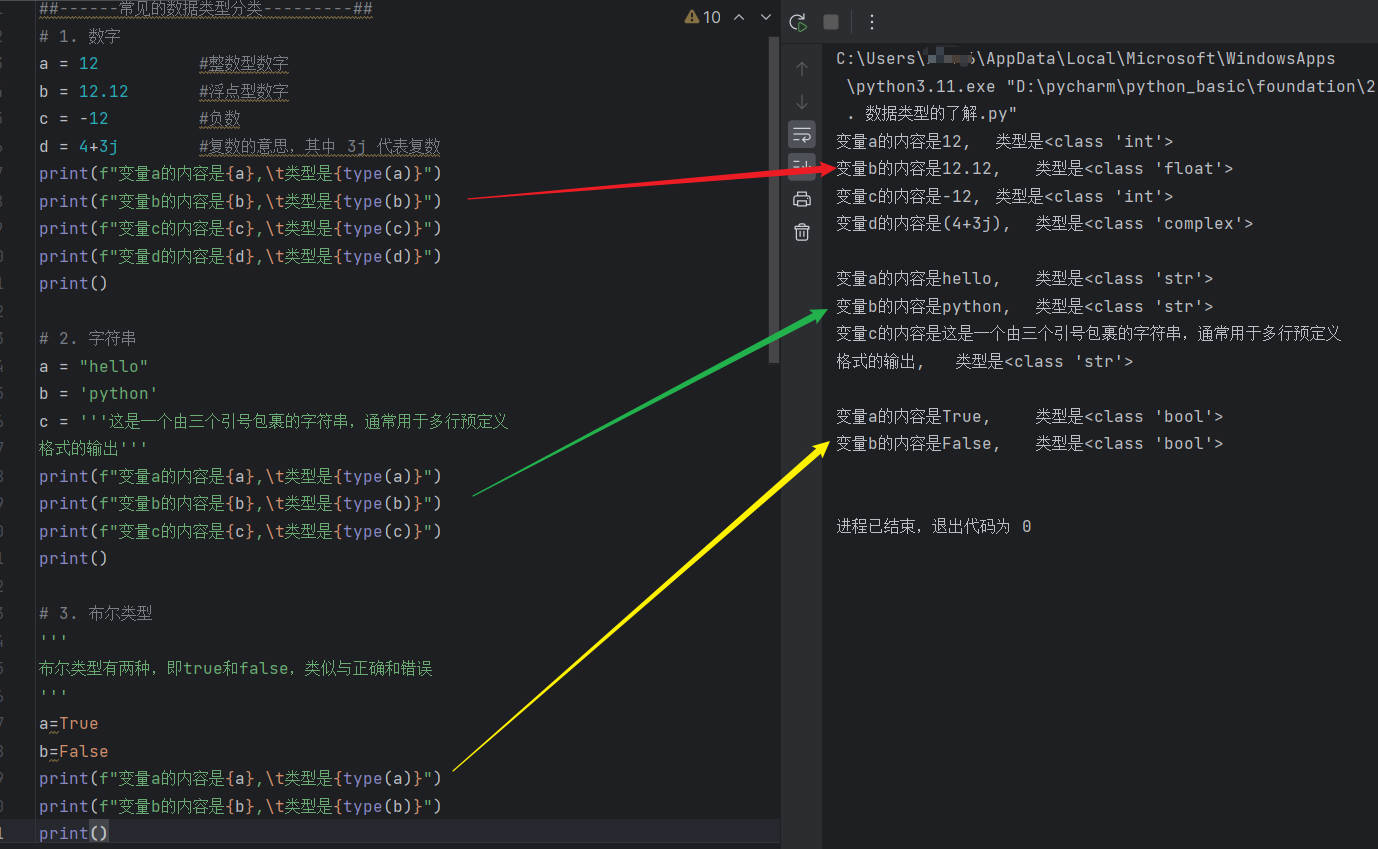 ##------常见的数据类型分类---------##
# 1. 数字
a = 12 #整数型数字
b = 12.12 #浮点型数字
c = -12 #负数
d = 4+3j #复数的意思，其中 3j 代表复数
print(f"变量a的内容是{a},\t类型是{type(a)}")
print(f"变量b的内容是{b},\t类型是{type(b)}")
print(f"变量c的内容是{c},\t类型是{type(c)}")
print(f"变量d的内容是{d},\t类型是{type(d)}")
print()
# 2. 字符串
a = "hello"
b = 'python'
c = '''这是一个由三个引号包裹的字符串，通常用于多行预定义
格式的输出'''
print(f"变量a的内容是{a},\t类型是{type(a)}")
print(f"变量b的内容是{b},\t类型是{type(b)}")
print(f"变量c的内容是{c},\t类型是{type(c)}")
print()
# 3. 布尔类型
'''
布尔类型有两种，即true和false，类似与正确和错误
'''
a=True
b=False
print(f"变量a的内容是{a},\t类型是{type(a)}")
print(f"变量b的内容是{b},\t类型是{type(b)}")
print()
10
C:\Users\6\AppData\Local\Microsoft\WindowsApps
\python3.11.exe "D:\pycharm\python_basic\foundation\2
. 数据类型的了解.py"
变量a的内容是12, 类型是<class 'int'>
变量b的内容是12.12, 类型是<class 'float'>
变量c的内容是-12, 类型是<class 'int'>
变量d的内容是(4+3j), 类型是<class 'complex'>
变量a的内容是hello, 类型是<class 'str'>
变量b的内容是python, 类型是<class 'str'>
变量c的内容是这是一个由三个引号包裹的字符串，通常用于多行预定义
格式的输出, 类型是<class 'str'>
变量a的内容是True, 类型是<class 'bool'>
变量b的内容是False, 类型是<class 'bool'>
进程已结束，退出代码为 0